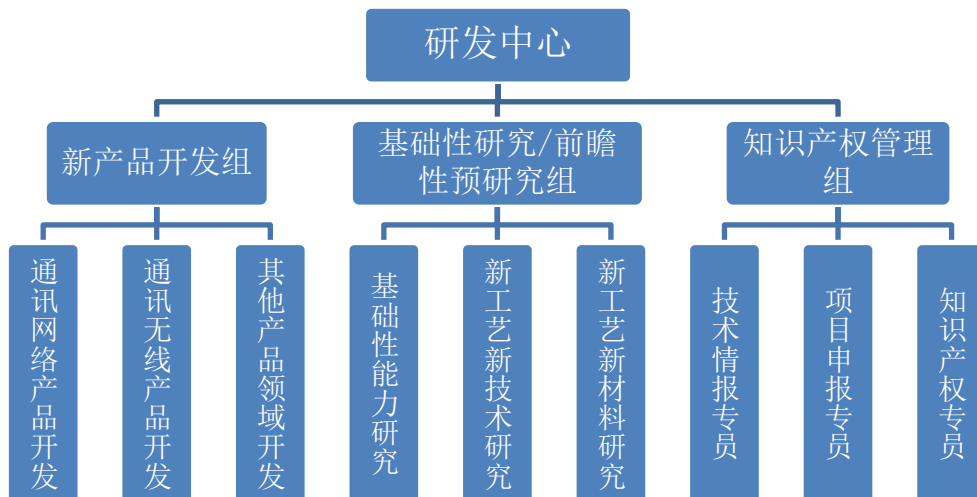 研发中心
新产品开发组
基础性研究/前瞻
性预研究组
知识产权管理
组
通讯网络产品开发
通讯无线产品开发
其他产品领域开发
基础性能力研究
新工艺新技术研究
新工艺新材料研究
技术情报专员
项目申报专员
知识产权专员